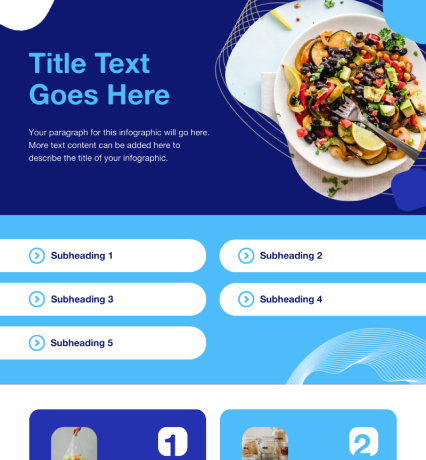 Title Text
Goes Here
Your paragraph for this infographic will go here.
More text content can be added here to
describe the title of your infographic.
Subheading 1
Subheading 2
Subheading 3
Subheading 4
Subheading 5
1
2